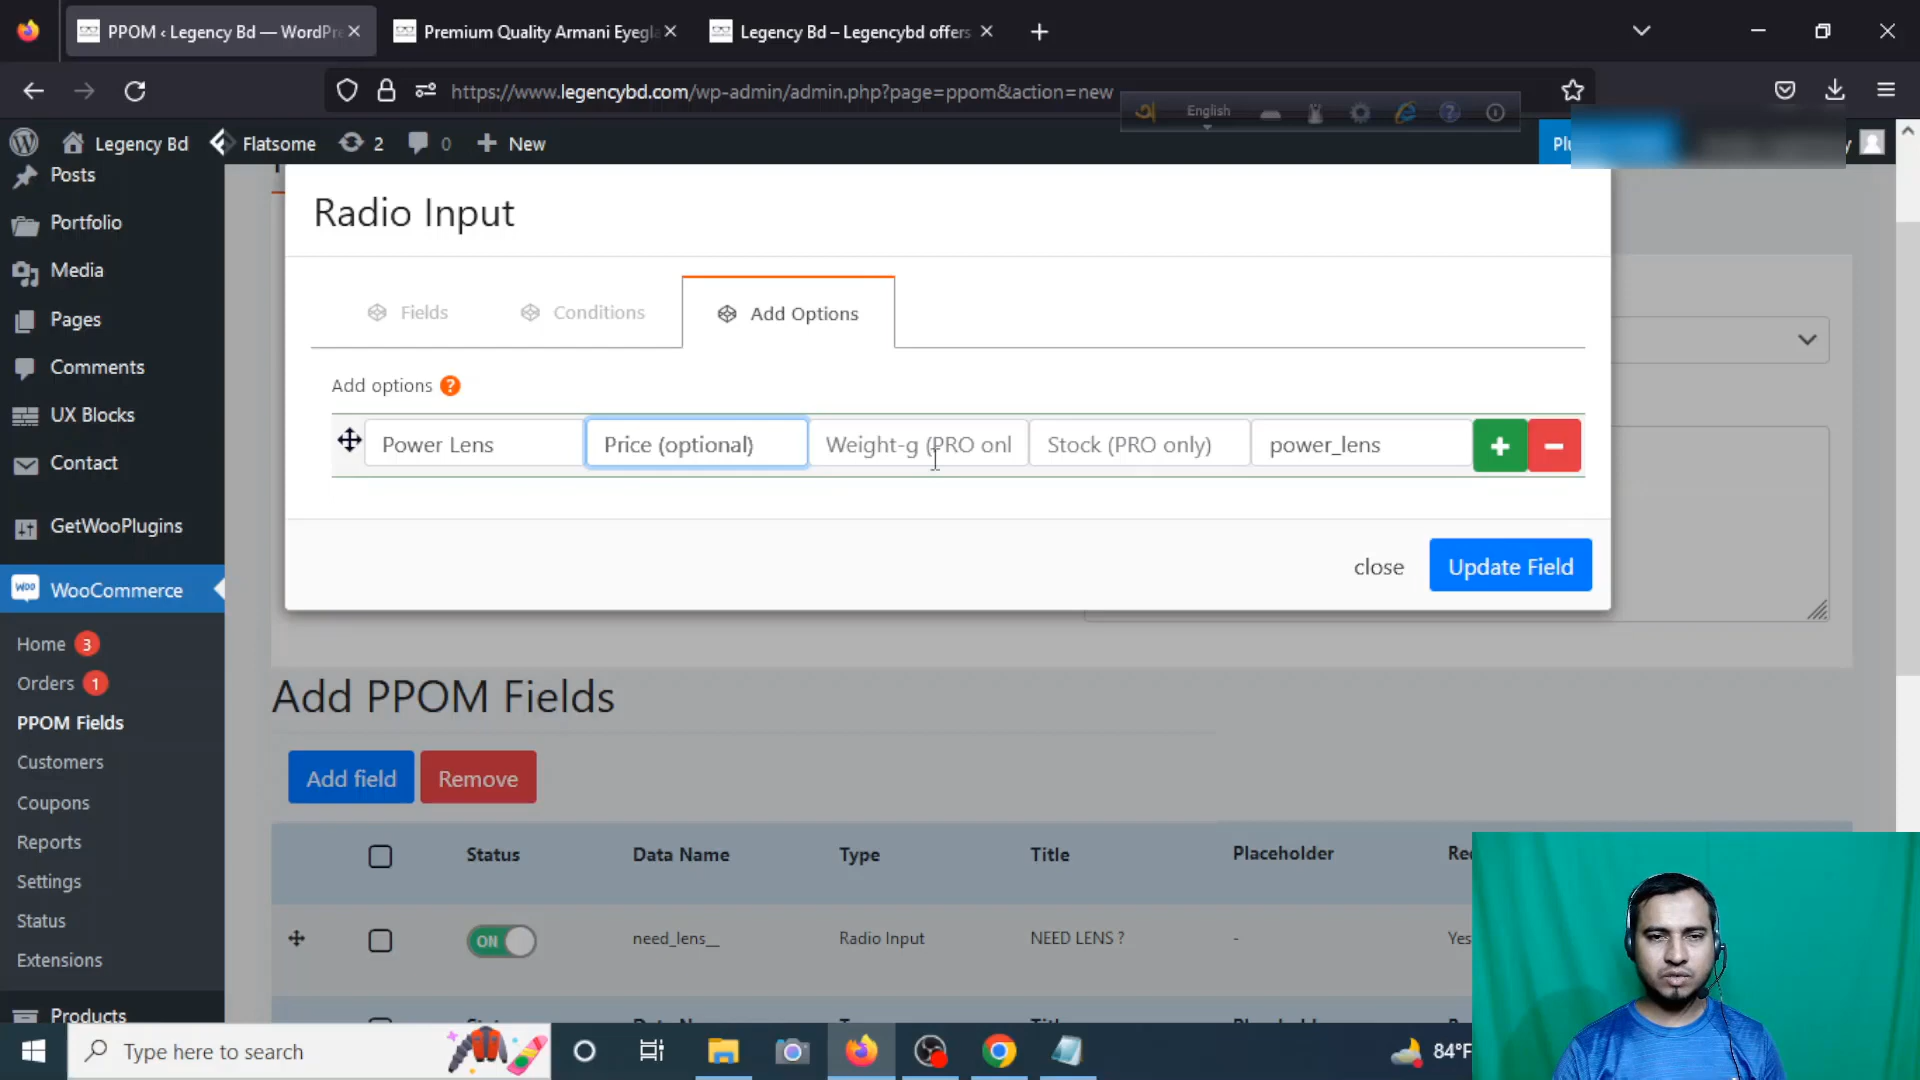 PPOM ‹ Legency Bd — WordPre
Premium Quality Armani Eyegla
Legency Bd – Legencybd offers
https://www.legencybd.com/wp-admin/admin.php?page=ppom&action=new
English
Legency Bd
Flatsome
2
0
New
Posts
Portfolio
Media
Pages
Comments
UX Blocks
Contact
GetWooPlugins
WooCommerce
Home 3
Orders 1
PPOM Fields
Customers
Coupons
Reports
Settings
Status
Extensions
Products
Radio Input
Fields
Conditions
Add Options
Add options ?
Power Lens
Price (optional)
Weight-g (PRO onl
Stock (PRO only)
power_lens
close
Update Field
Add PPOM Fields
Add field
Remove
Status
Data Name
Type
Title
Placeholder
ON
need_lens__
Radio Input
NEED LENS ?
-
Yes
Type here to search
84°F